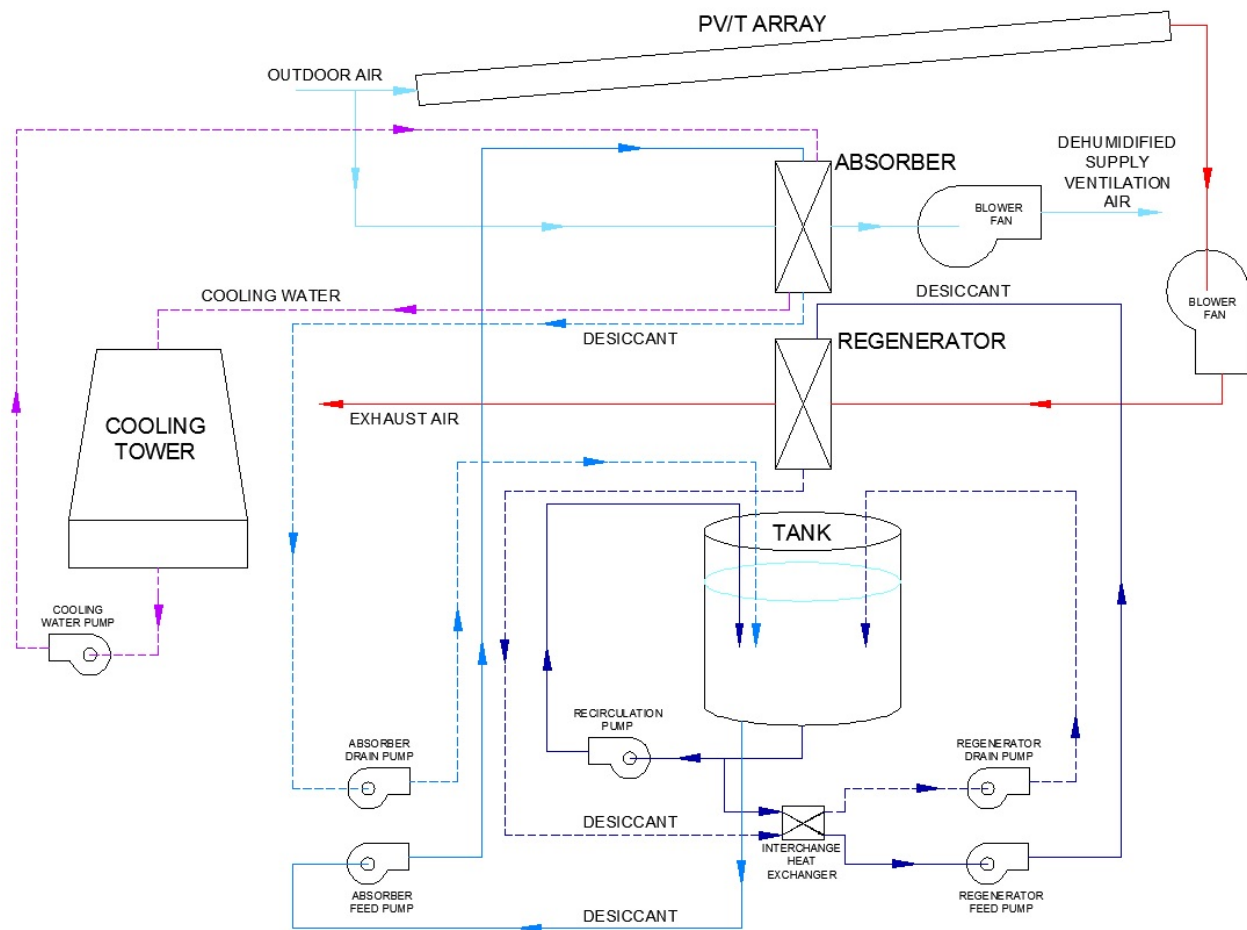 PV/T ARRAY
OUTDOOR AIR
DEHUMIDIFIED
SUPPLY
VENTILATION
AIR
ABSORBER
BLOWER
FAN
COOLING WATER
DESICCANT
BLOWER
FAN
DESICCANT
REGENERATOR
EXHAUST AIR
COOLING
TOWER
TANK
COOLING
WATER PUMP
RECIRCULATION
PUMP
ABSORBER
DRAIN PUMP
REGENERATOR
DRAIN PUMP
DESICCANT
INTERCHANGE
HEAT
EXCHANGER
ABSORBER
FEED PUMP
REGENERATOR
FEED PUMP
DESICCANT